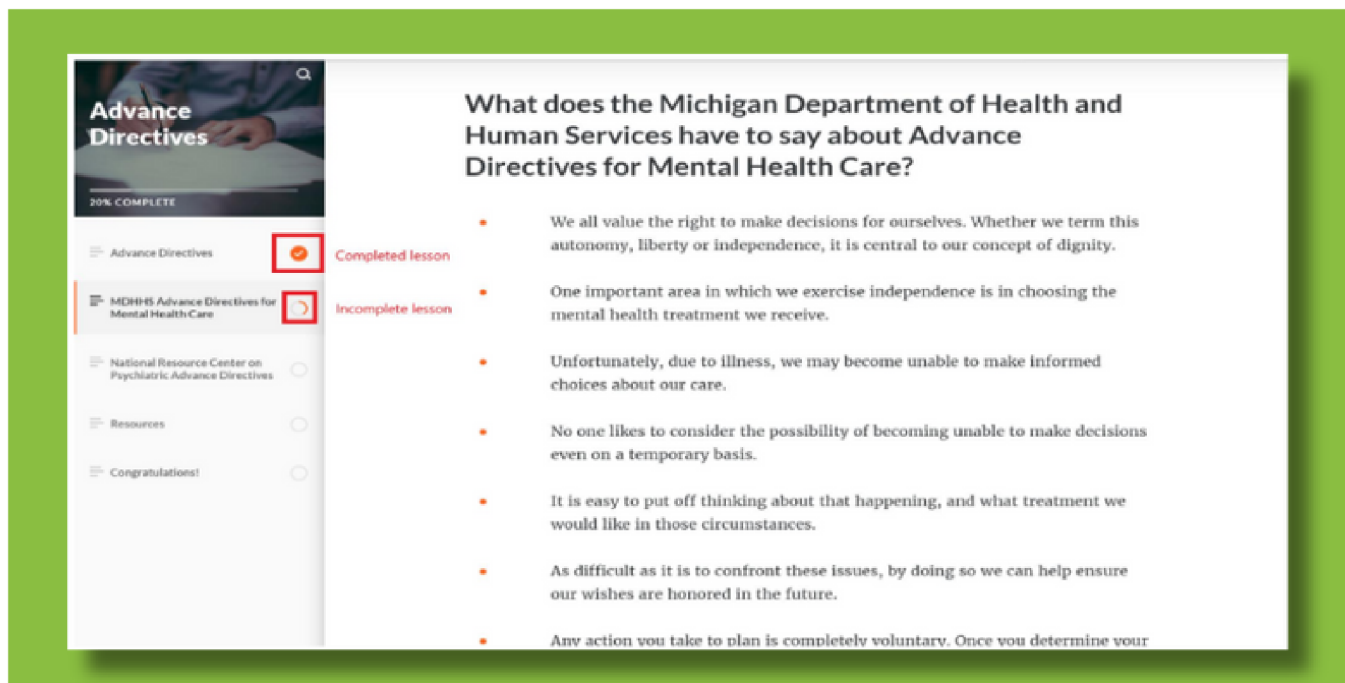 Advance
Directives
20% COMPLETE
Advance Directives
Completed lesson
MDHHS Advance Directives for
Mental Health Care
Incomplete lesson
National Resource Center on
Psychiatric Advance Directives
Resources
Congratulations!
What does the Michigan Department of Health and
Human Services have to say about Advance
Directives for Mental Health Care?
We all value the right to make decisions for ourselves. Whether we term this
autonomy, liberty or independence, it is central to our concept of dignity.
One important area in which we exercise independence is in choosing the
mental health treatment we receive.
Unfortunately, due to illness, we may become unable to make informed
choices about our care.
No one likes to consider the possibility of becoming unable to make decisions
even on a temporary basis.
It is easy to put off thinking about that happening, and what treatment we
would like in those circumstances.
As difficult as it is to confront these issues, by doing so we can help ensure
our wishes are honored in the future.
Any action you take to plan is completely voluntary. Once you determine your